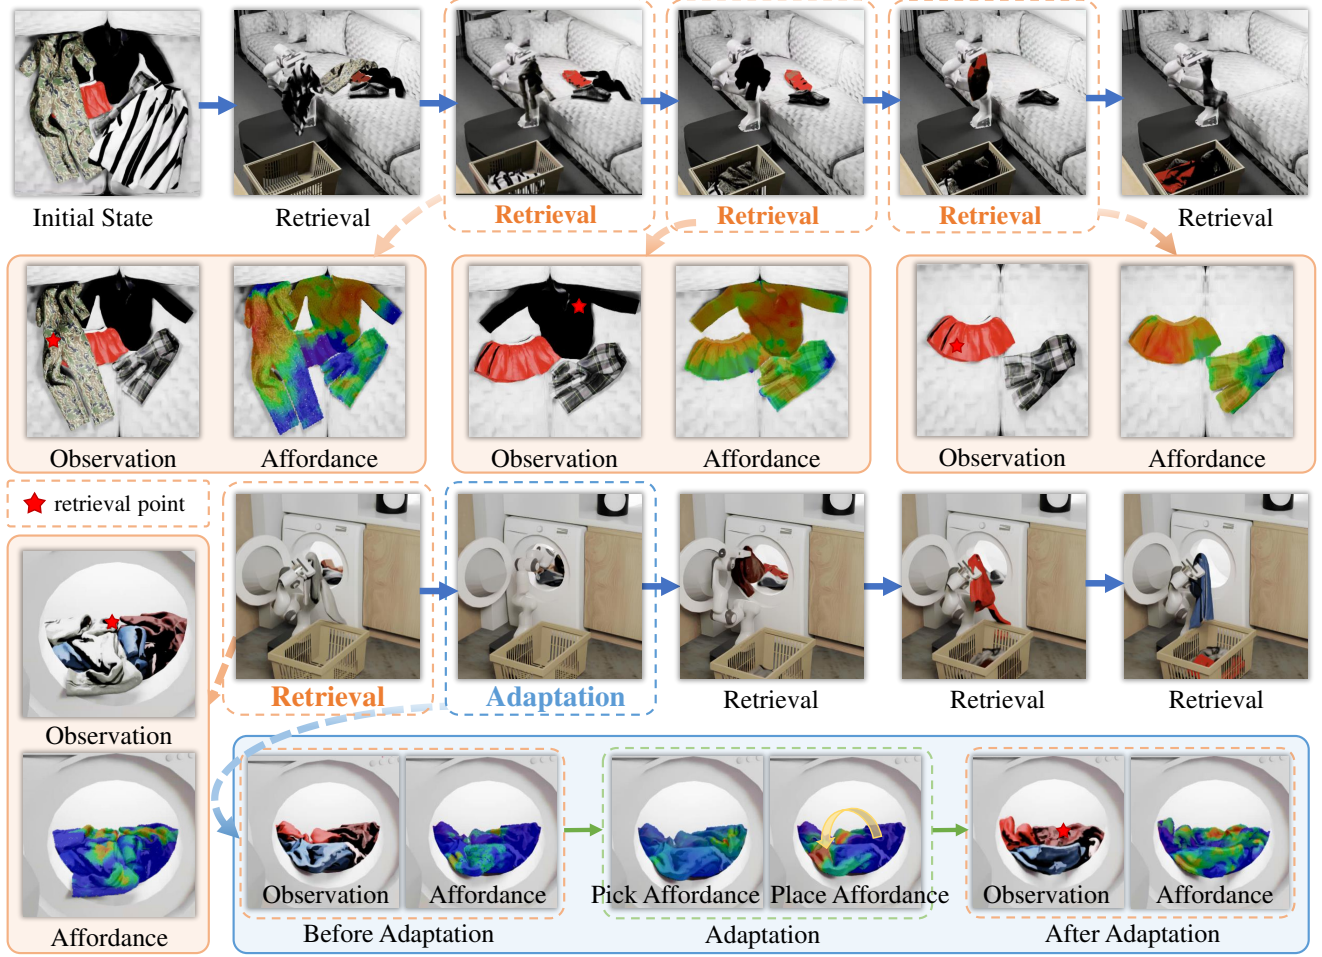 Initial State
Retrieval
Retrieval
Retrieval
Retrieval
Retrieval
Observation
Affordance
Observation
Affordance
Observation
Affordance
retrieval point
Observation
Affordance
Retrieval
Adaptation
Retrieval
Retrieval
Retrieval
Observation
Affordance
Before Adaptation
Pick Affordance
Place Affordance
Adaptation
Observation
Affordance
After Adaptation